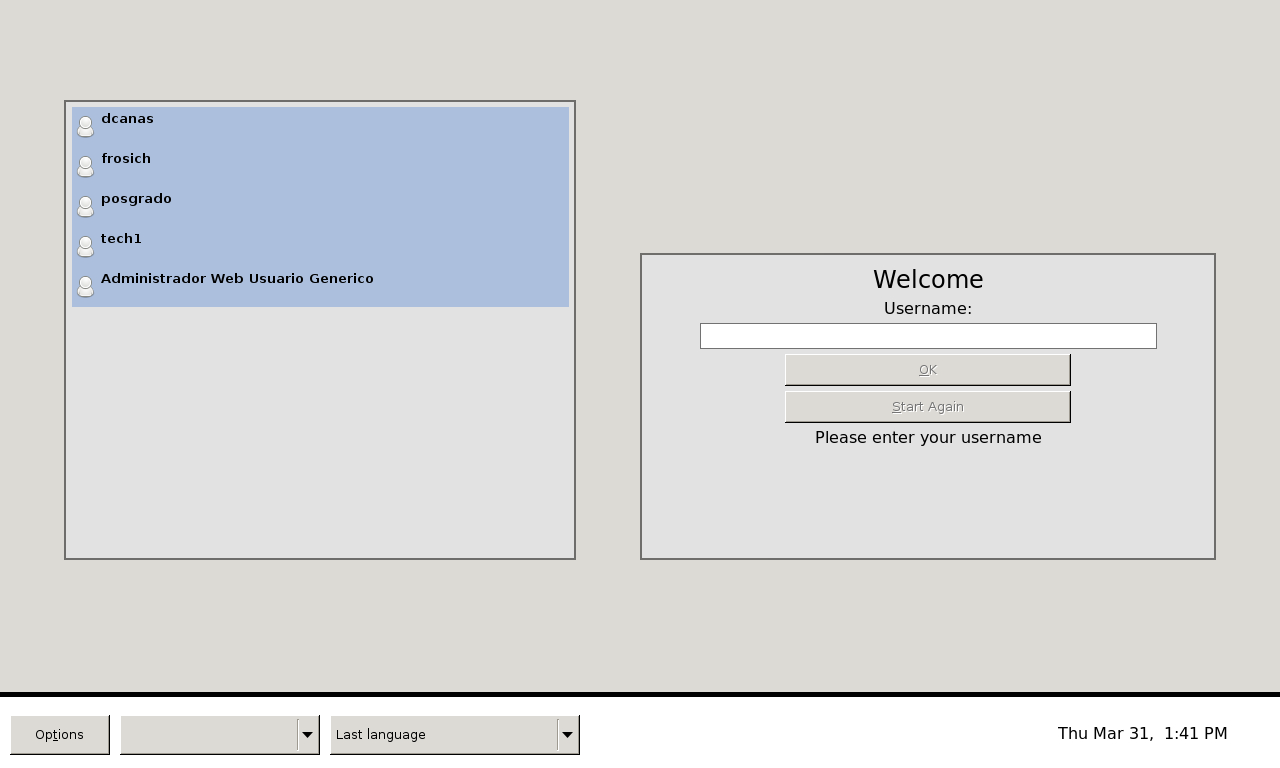 dcanas
frosich
posgrado
tech1
Administrador Web Usuario Generico
Welcome
Username:
OK
Start Again
Please enter your username
Options
Last language
Thu Mar 31,  1:41 PM